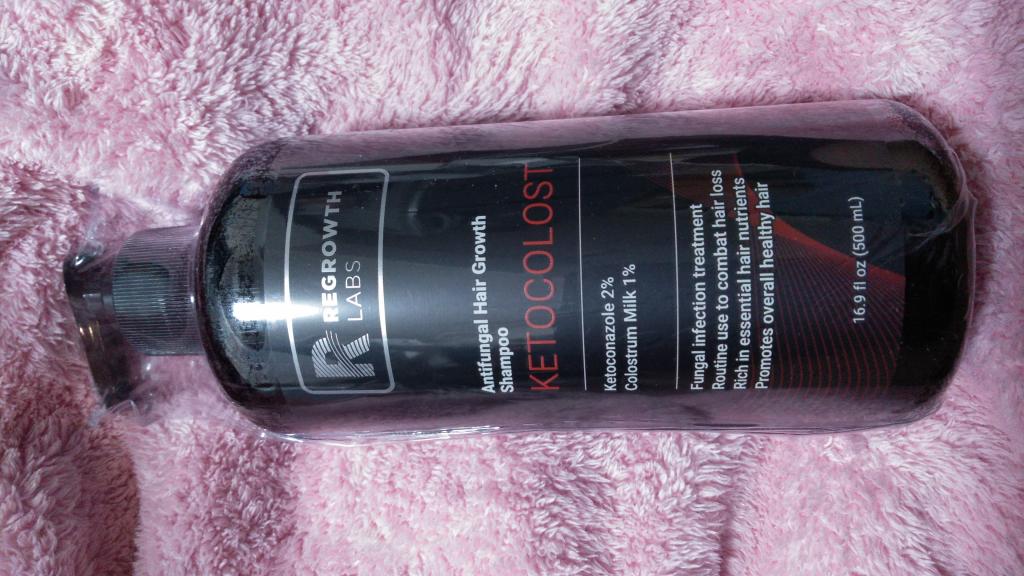 REGROWTH
LABS
Antifungal Hair Growth
Shampoo
KETOCOLOST
Ketoconazole 2%
Colostrum Milk 1%
Fungal infection treatment
Routine use to combat hair loss
Rich in essential hair nutrients
Promotes overall healthy hair
16.9 fl oz (500 mL)